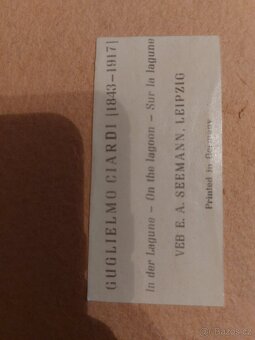 GUGLIELMO CIARDI [1843-1917]
In der Lagune – On the lagoon – Sur la lagune
VEB E. A. SEEMANN, LEIPZIG
Printed in Germany